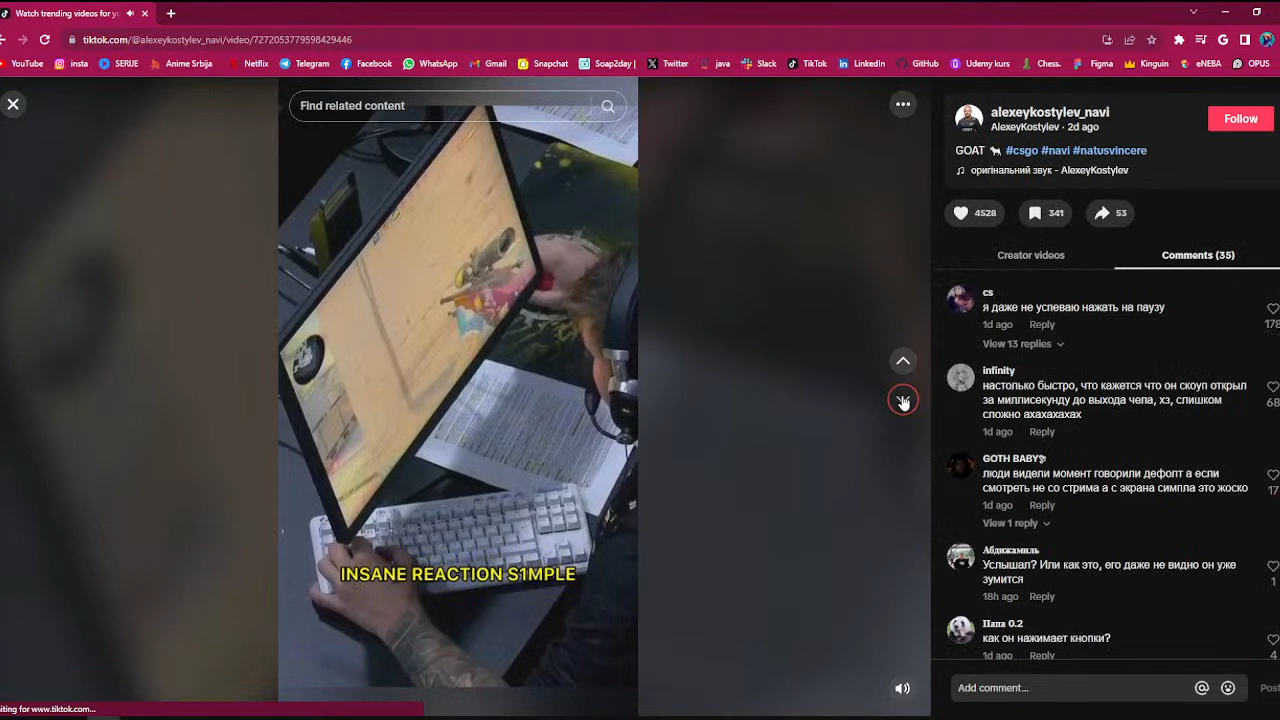 Watch trending videos for yo
tiktok.com/@alexeykostylev_navi/video/7272053779598429446
YouTube insta SERUE Anime Srbija Netflix Telegram Facebook WhatsApp Gmail Snapchat Soap2day | Twitter java Slack TikTok LinkedIn GitHub Udemy kurs Chess. Figma Kinguin eNEBA OPUS
Find related content
INSANE REACTION S1MPLE
alexeykostylev_navi
AlexeyKostylev · 2d ago
Follow
GOAT 🐐 #csgo #navi #natusvincere
♫ оригінальний звук - AlexeyKostylev
4528 341 53
Creator videos Comments (35)
cs
я даже не успеваю нажать на паузу
1d ago Reply
178
View 13 replies
infinity
настолько быстро, что кажется что он скоуп открыл
за миллисекунду до выхода чела, хз, слишком
сложно ахахахахах
68
1d ago Reply
GOTH BABY?
люди видели момент говорили дефолт а если
смотреть не со стрима а с экрана симпла это жоско
17
1d ago Reply
View 1 reply
Абдижамиль
Услышал? Или как это, его даже не видно он уже
зумится
1
18h ago Reply
Папа 0.2
как он нажимает кнопки?
1d ago Reply
4
Add comment...
Post
iting for www.tiktok.com...